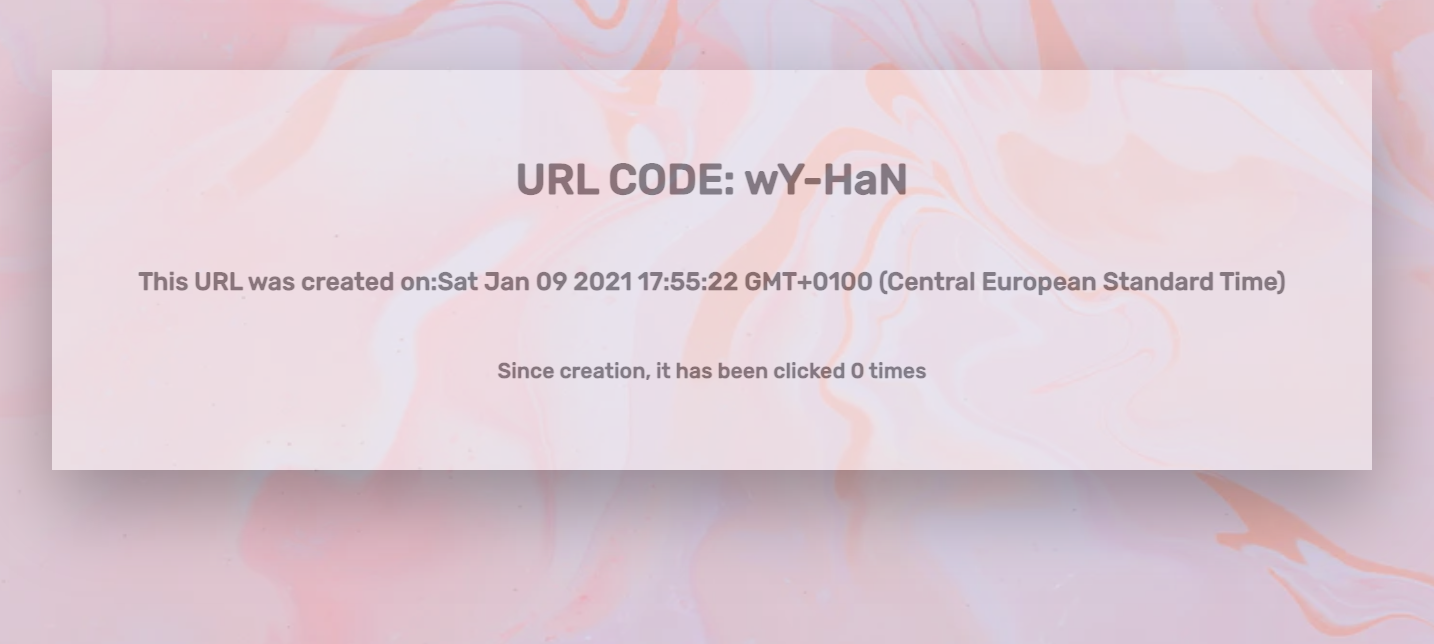 URL CODE: wY-HaN
This URL was created on:Sat Jan 09 2021 17:55:22 GMT+0100 (Central European Standard Time)
Since creation, it has been clicked 0 times